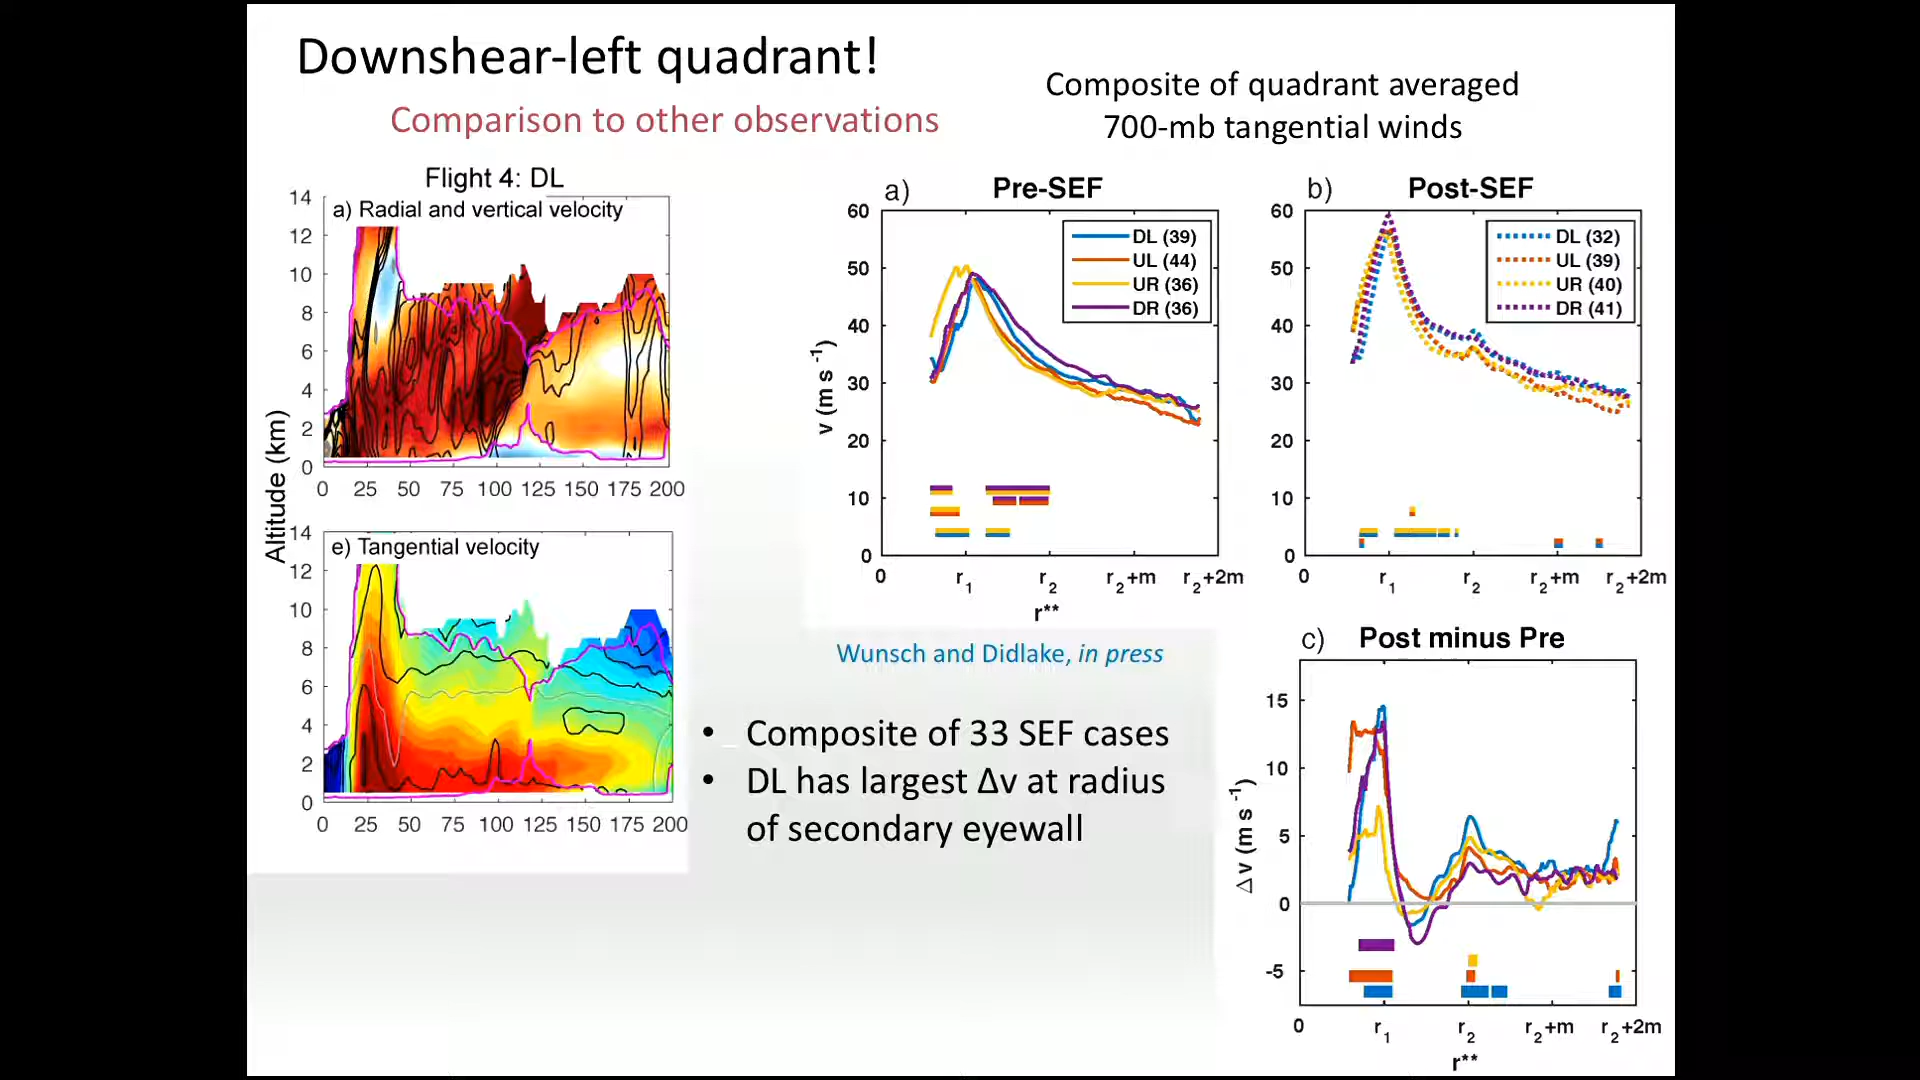 Downshear-left quadrant!
Comparison to other observations
Composite of quadrant averaged
700-mb tangential winds
Flight 4: DL
a) Radial and vertical velocity
14
12
10
8
6
4
2
0
0 25 50 75 100 125 150 175 200
Altitude (km)
e) Tangential velocity
14
12
10
8
6
4
2
0
0 25 50 75 100 125 150 175 200
a) Pre-SEF
DL (39)
UL (44)
UR (36)
DR (36)
60
50
40
30
20
10
0
v (m s⁻¹)
0 r₁ r₂ r₂+m r₂+2m
r**
b) Post-SEF
DL (32)
UL (39)
UR (40)
DR (41)
60
50
40
30
20
10
0
0 r₁ r₂ r₂+m r₂+2m
Wunsch and Didlake, in press
• Composite of 33 SEF cases
• DL has largest Δv at radius
of secondary eyewall
c) Post minus Pre
15
10
5
0
-5
Δv (m s⁻¹)
0 r₁ r₂ r₂+m r₂+2m
r**